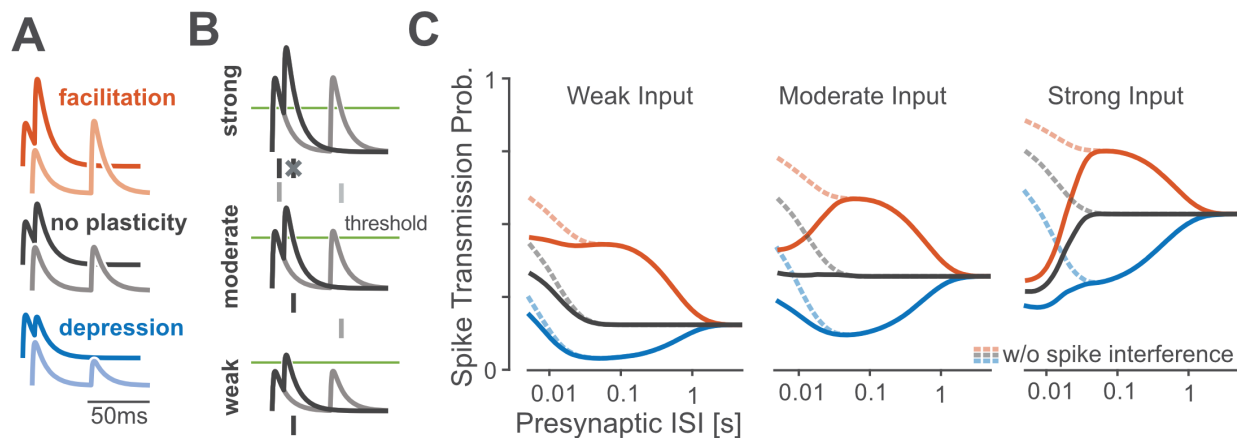 A
facilitation
no plasticity
depression
50ms
B
strong
moderate
weak
threshold
C
Spike Transmission Prob.
1
0
Weak Input
Moderate Input
Strong Input
0.01 0.1 1
0.01 0.1 1
0.01 0.1 1
w/o spike interference
Presynaptic ISI [s]